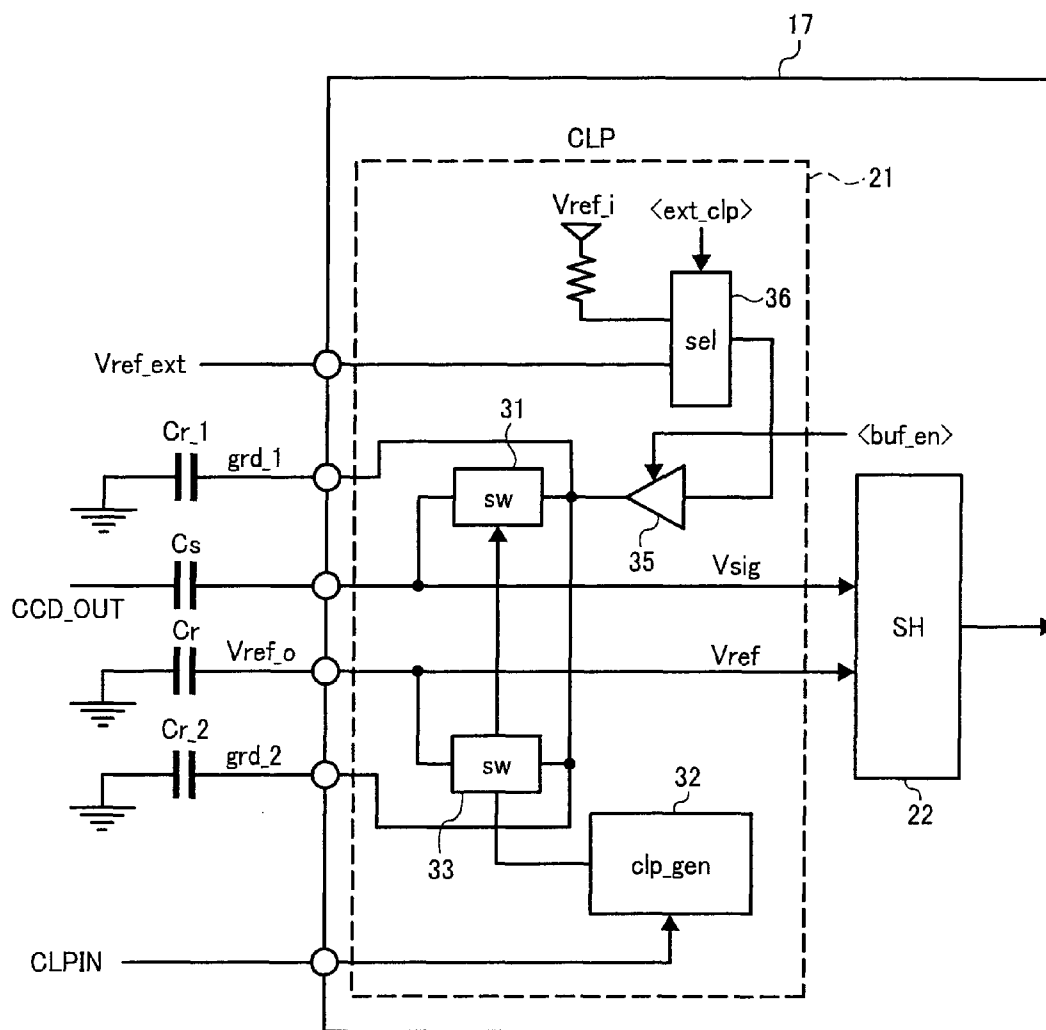 17
CLP
21
Vref_i
<ext_clp>
36
sel
Vref_ext
31
Cr_1
grd_1
<buf_en>
sw
35
Cs
Vsig
CCD_OUT
SH
Cr
Vref_o
Vref
Cr_2
grd_2
sw
32
22
33
clp_gen
CLPIN